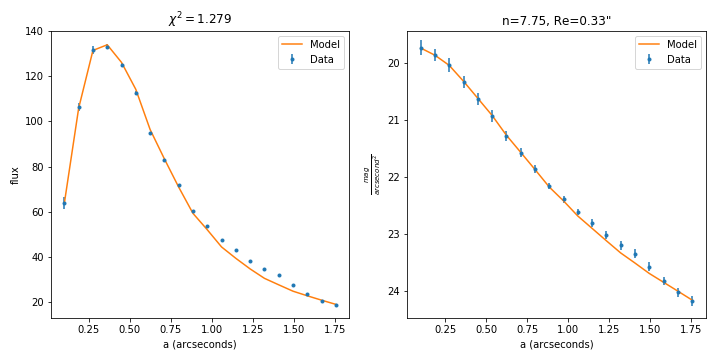 χ² = 1.279
140
120
100
80
60
40
20
flux
0.25 0.50 0.75 1.00 1.25 1.50 1.75
a (arcseconds)
Model
Data
n=7.75, Re=0.33"
20
21
22
23
24
mag
arcsecond²
0.25 0.50 0.75 1.00 1.25 1.50 1.75
a (arcseconds)
Model
Data